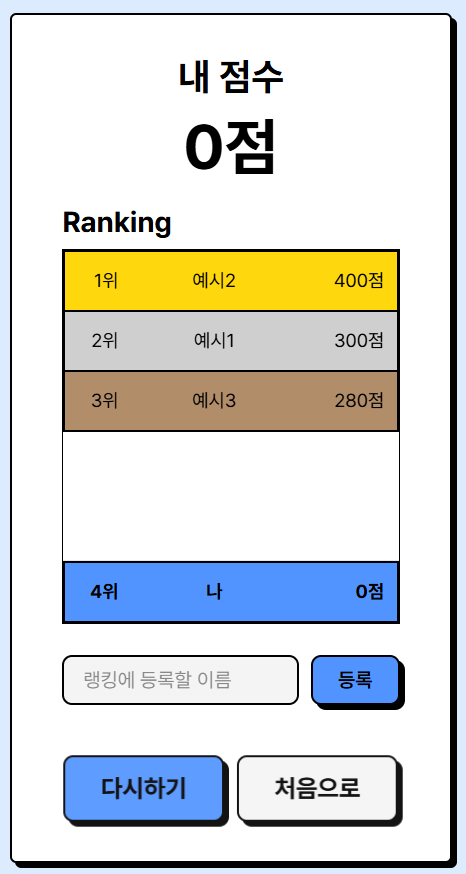 내 점수
0점
Ranking
1위 예시2 400점
2위 예시1 300점
3위 예시3 280점
4위 나 0점
랭킹에 등록할 이름 등록
다시하기 처음으로